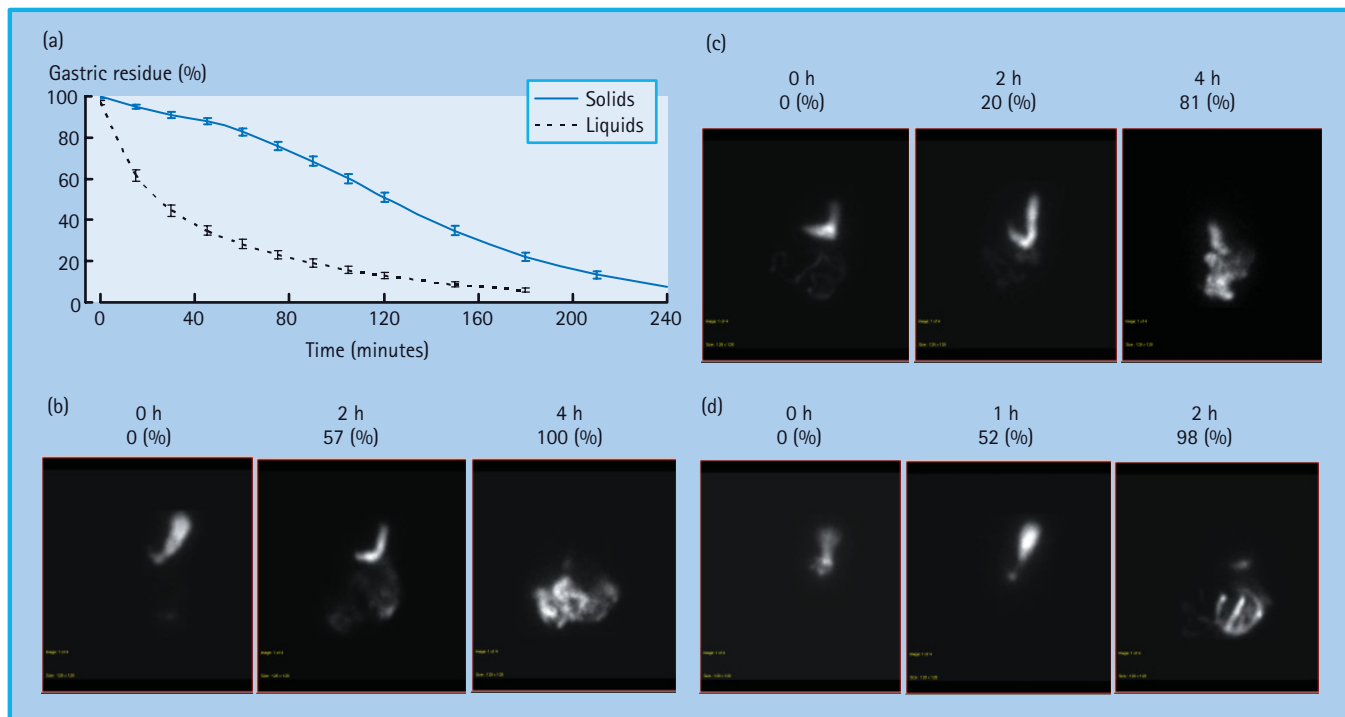 (a)
Gastric residue (%)
100
80
60
40
20
0
Solids
Liquids
0 40 80 120 160 200 240
Time (minutes)
(b)
0 h 2 h 4 h
0 (%) 57 (%) 100 (%)
(c)
0 h 2 h 4 h
0 (%) 20 (%) 81 (%)
(d)
0 h 1 h 2 h
0 (%) 52 (%) 98 (%)